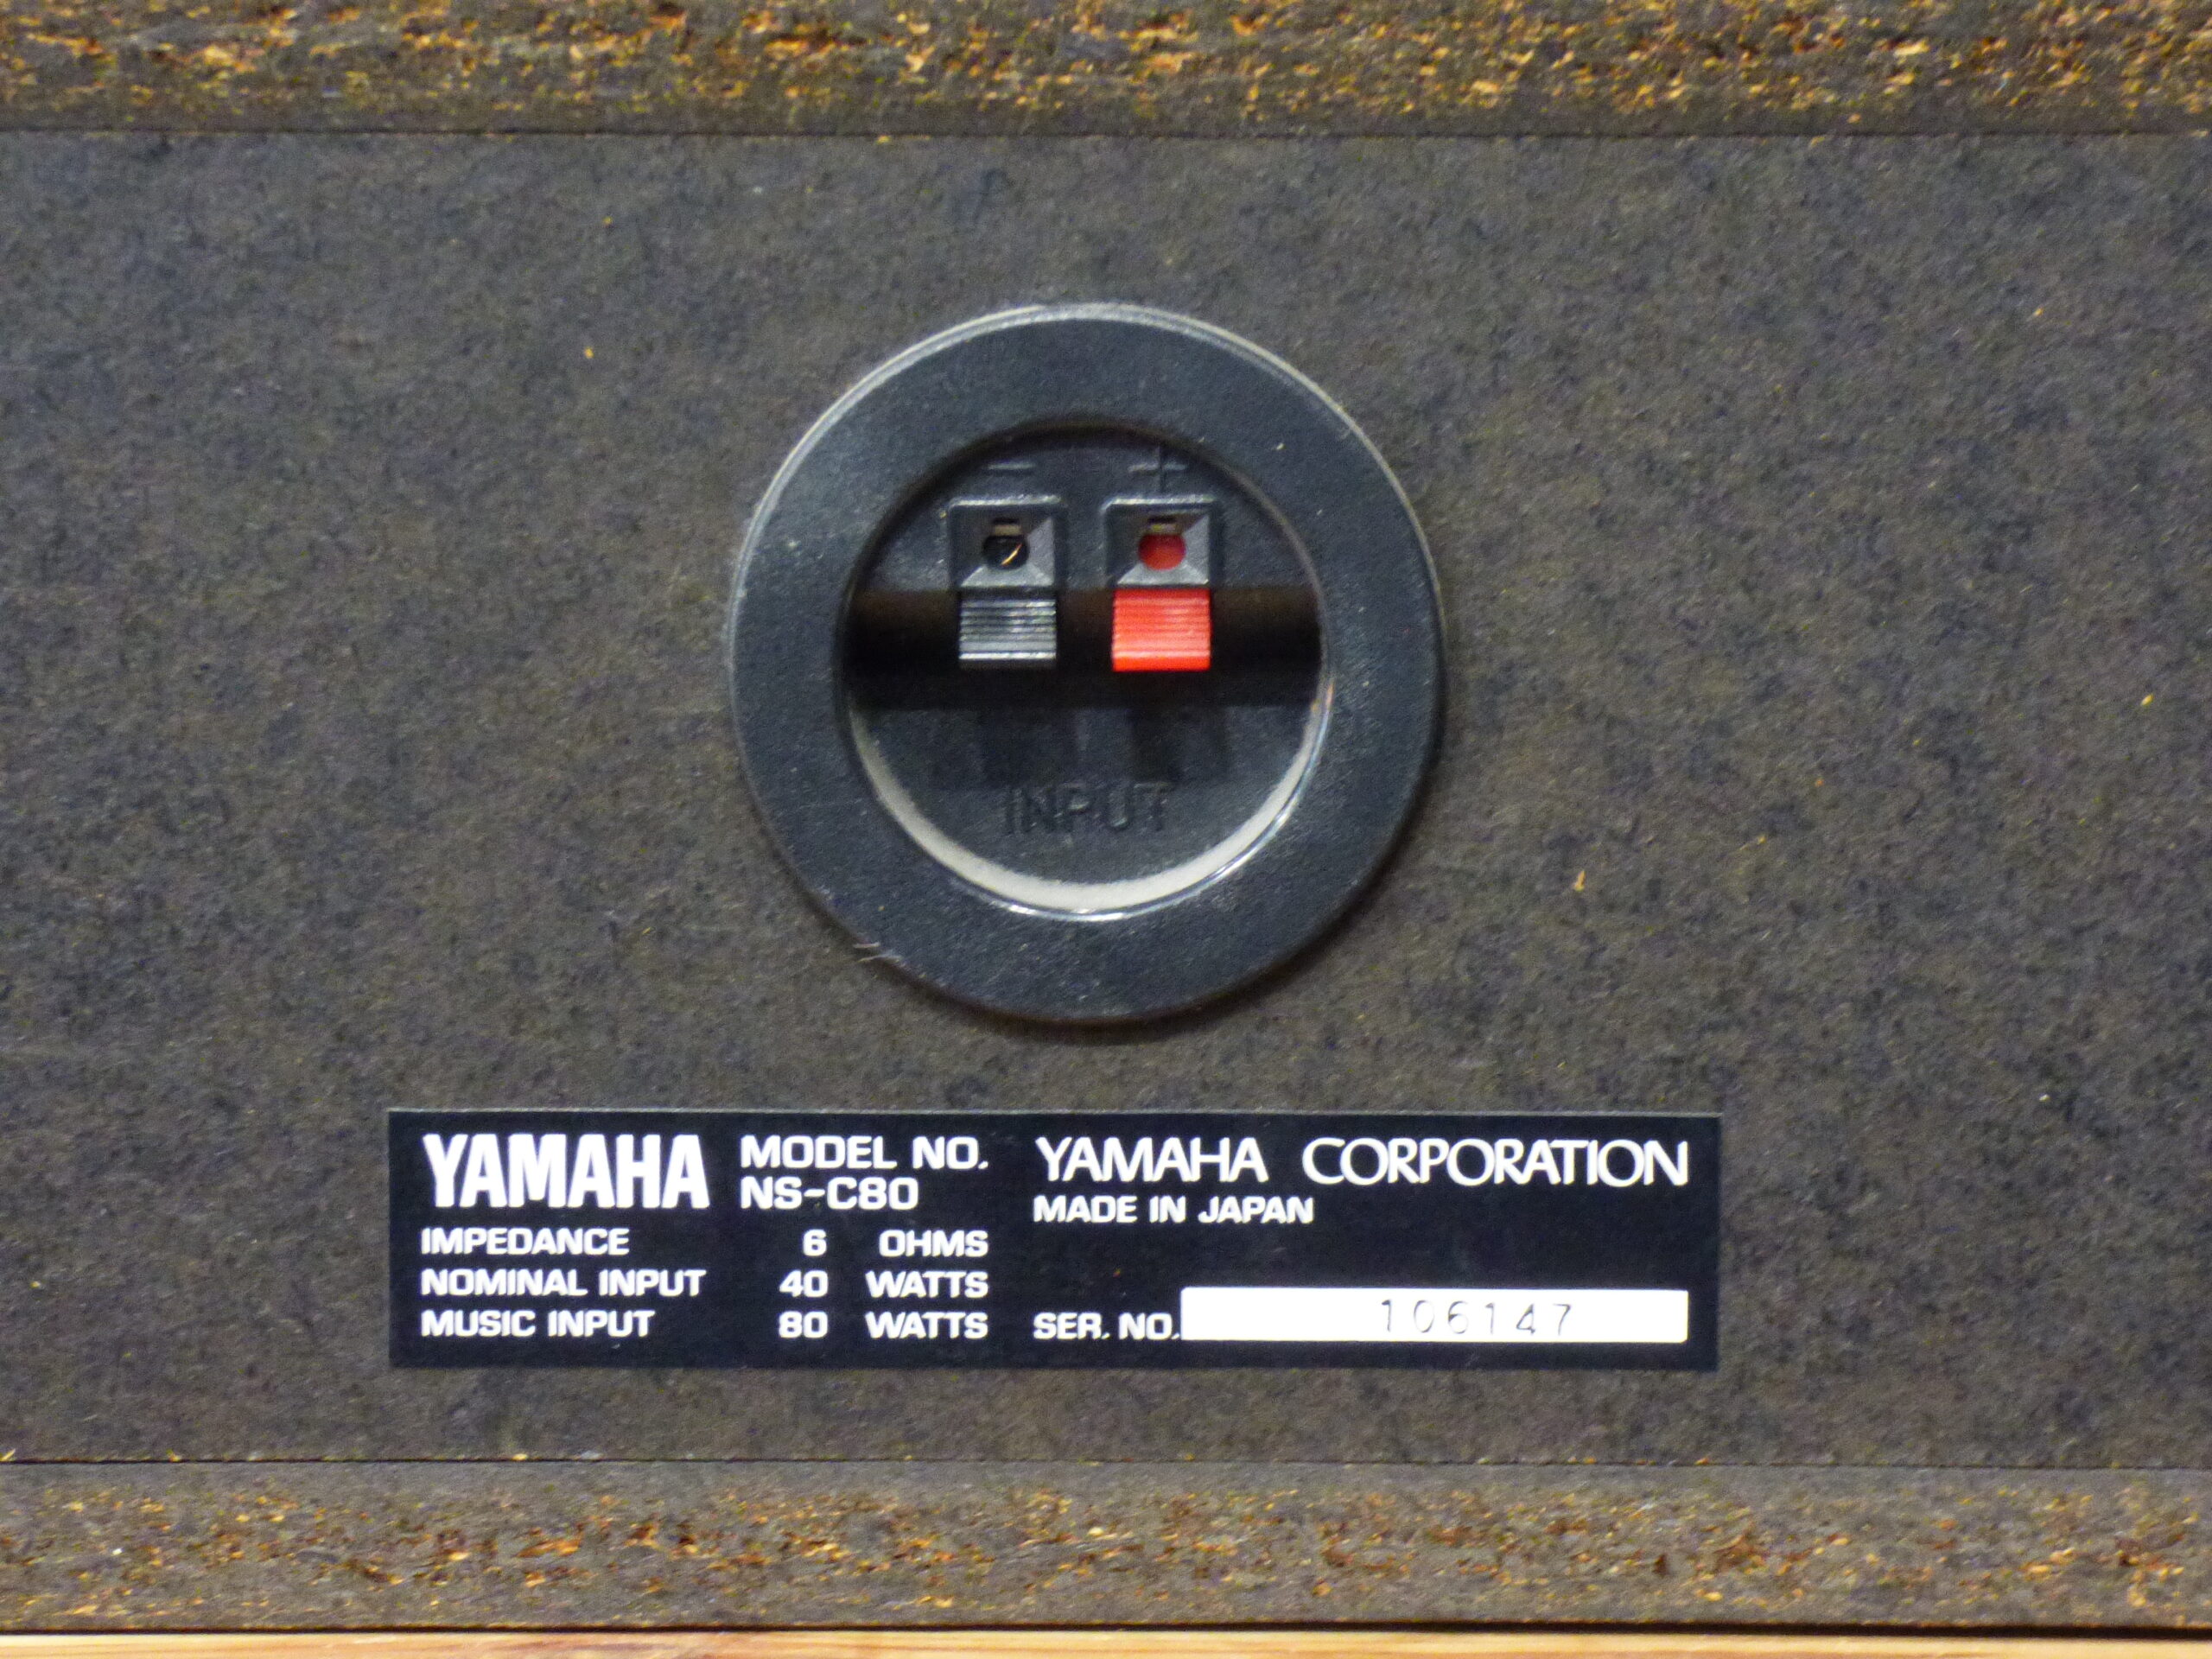 − +
INPUT
YAMAHA MODEL NO. NS-C80
IMPEDANCE 6 OHMS
NOMINAL INPUT 40 WATTS
MUSIC INPUT 80 WATTS
YAMAHA CORPORATION
MADE IN JAPAN
SER. NO. 106147